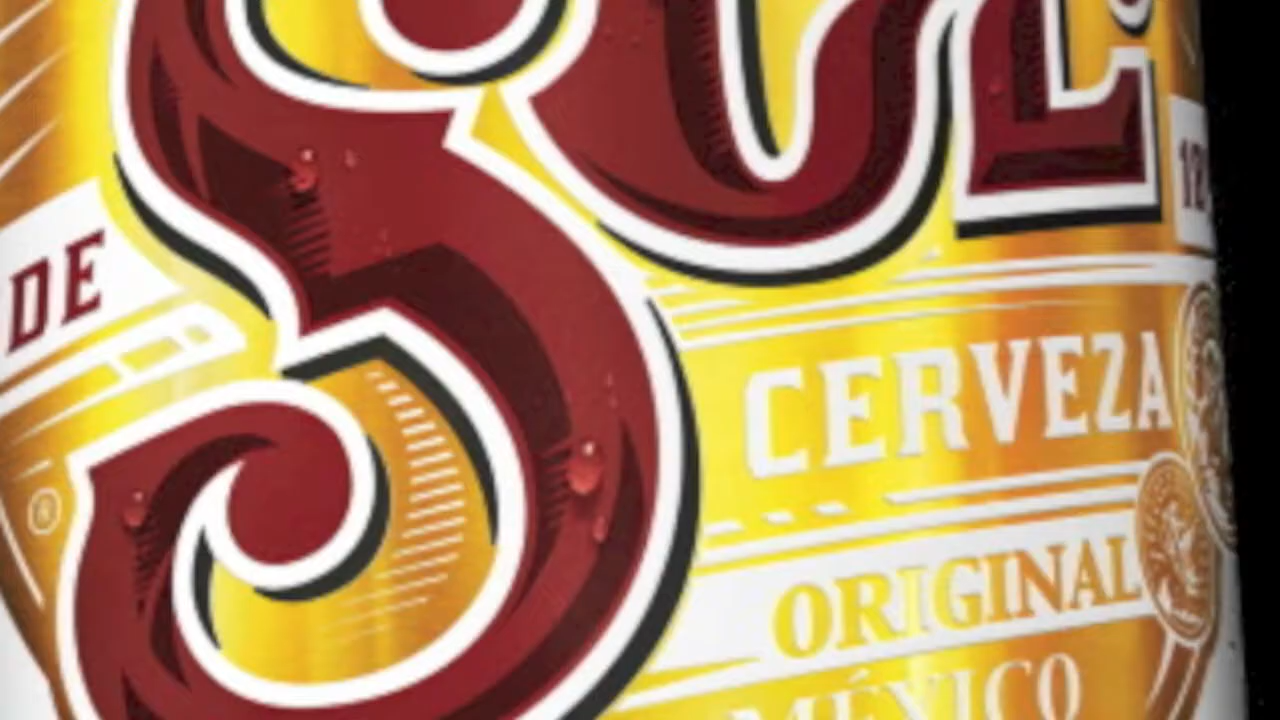 Sol
DE
CERVEZA
®
ORIGINAL
MÉXICO